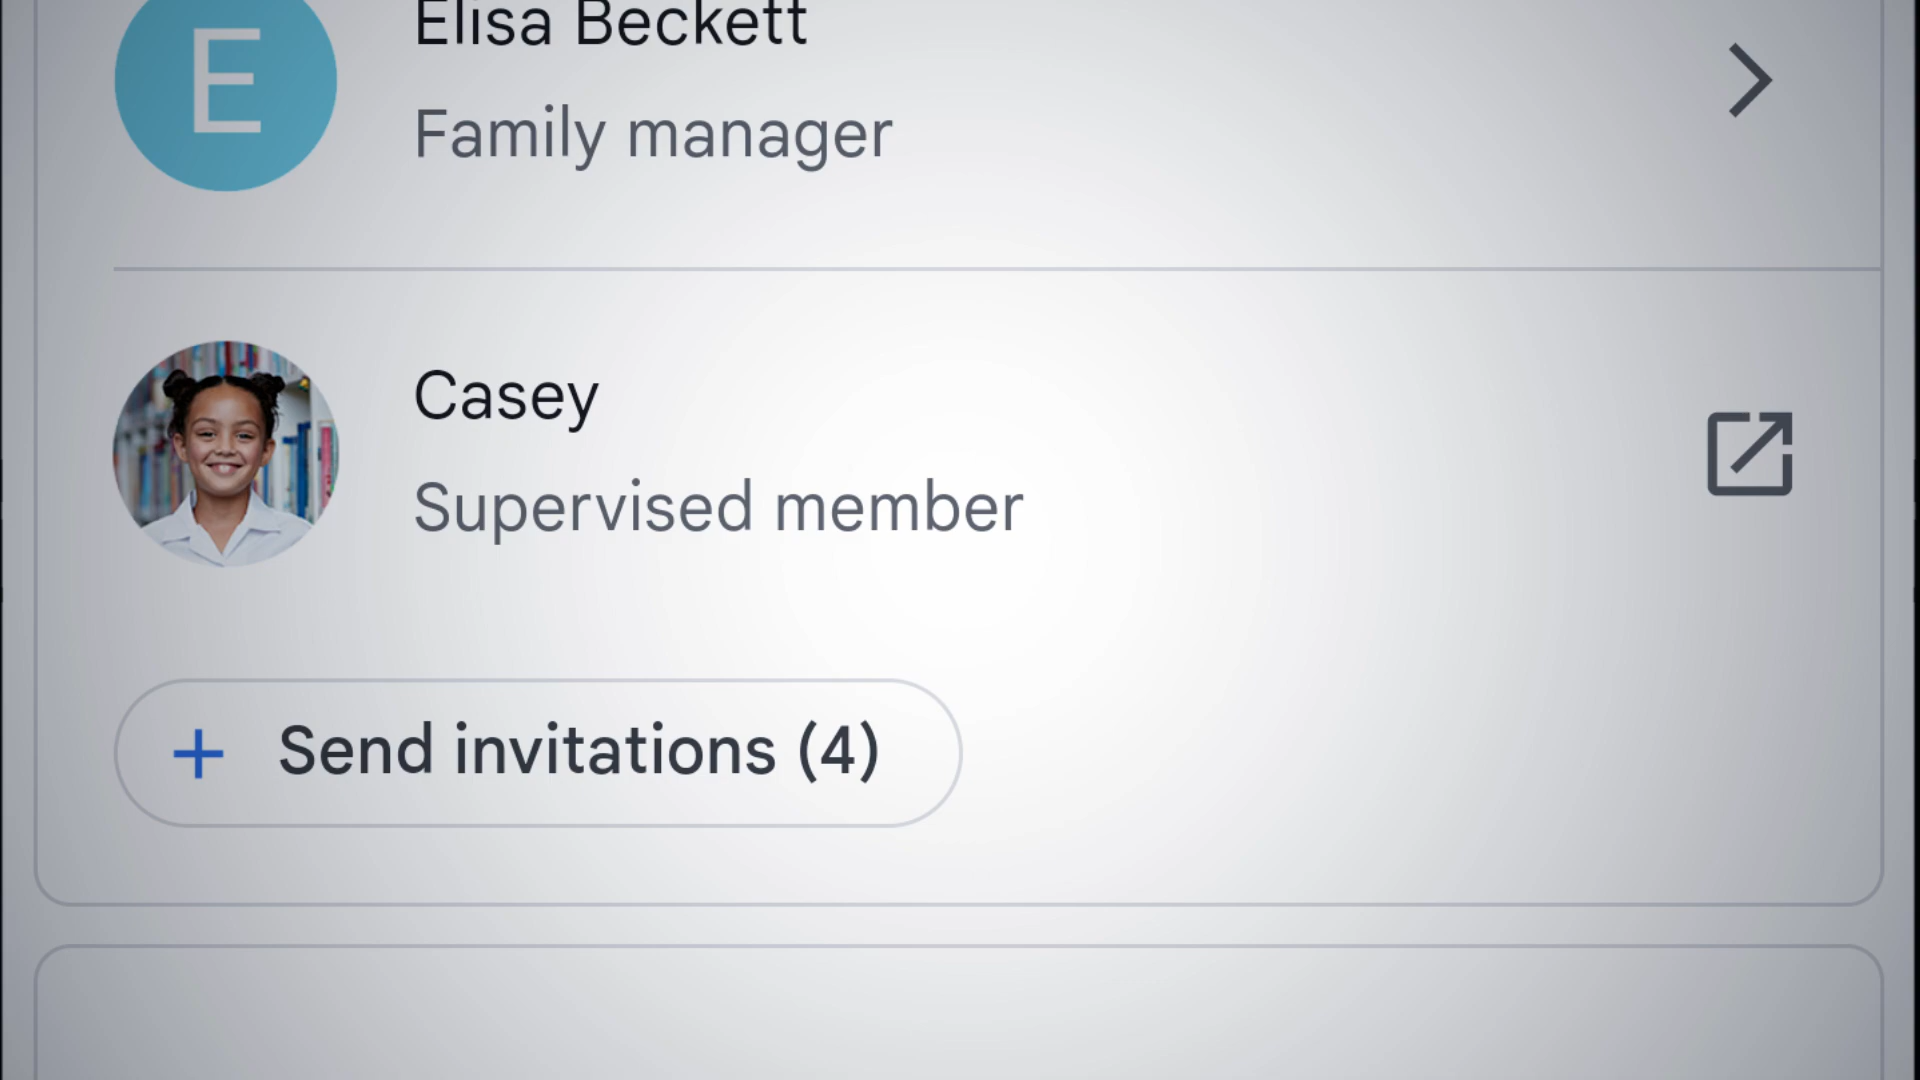 E
Elisa Beckett
Family manager
Casey
Supervised member
+ Send invitations (4)